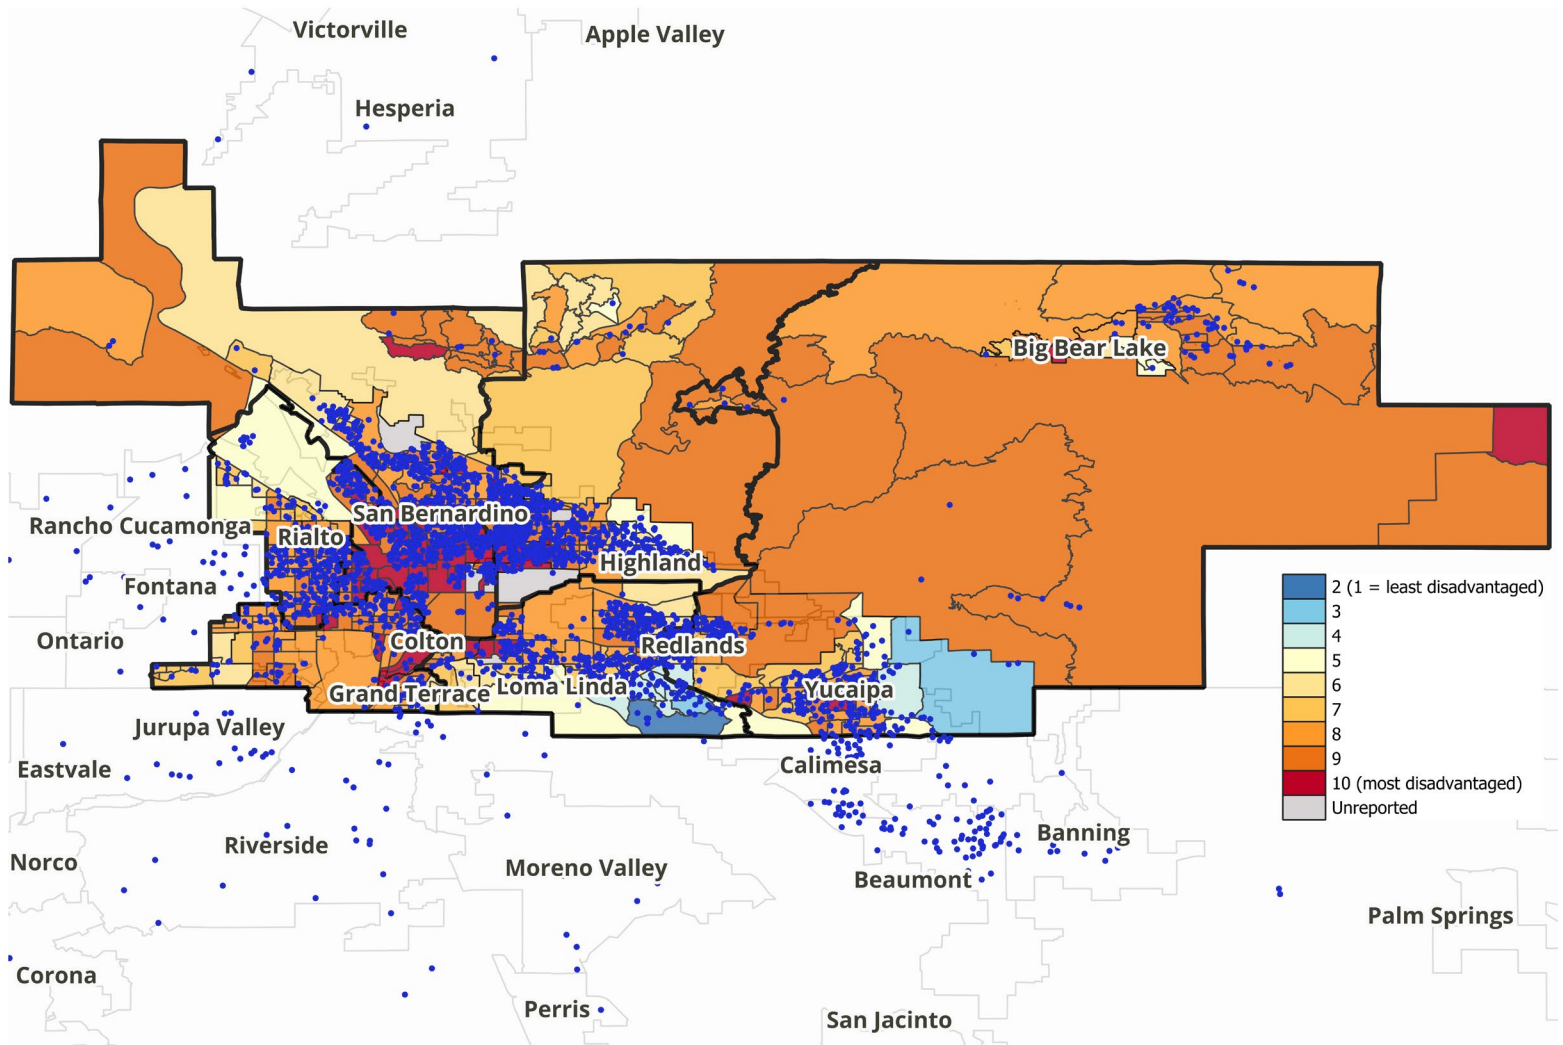 Victorville
Apple Valley
Hesperia
Big Bear Lake
San Bernardino
Rancho Cucamonga
Rialto
Highland
Fontana
2 (1 = least disadvantaged)
3
4
5
6
7
8
9
10 (most disadvantaged)
Unreported
Ontario
Colton
Redlands
Grand Terrace
Loma Linda
Yucaipa
Jurupa Valley
Eastvale
Calimesa
Riverside
Banning
Norco
Moreno Valley
Beaumont
Palm Springs
Corona
Perris
San Jacinto